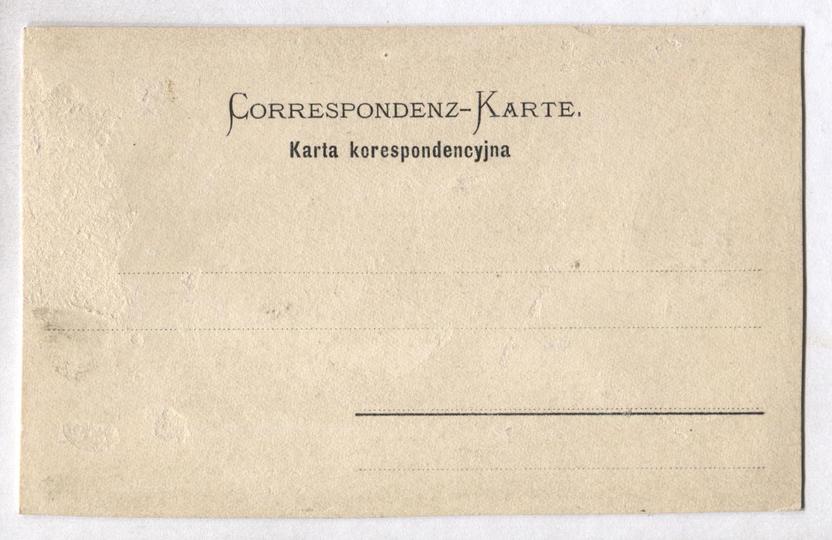 Correspondenz-Karte.
Karta korespondencyjna